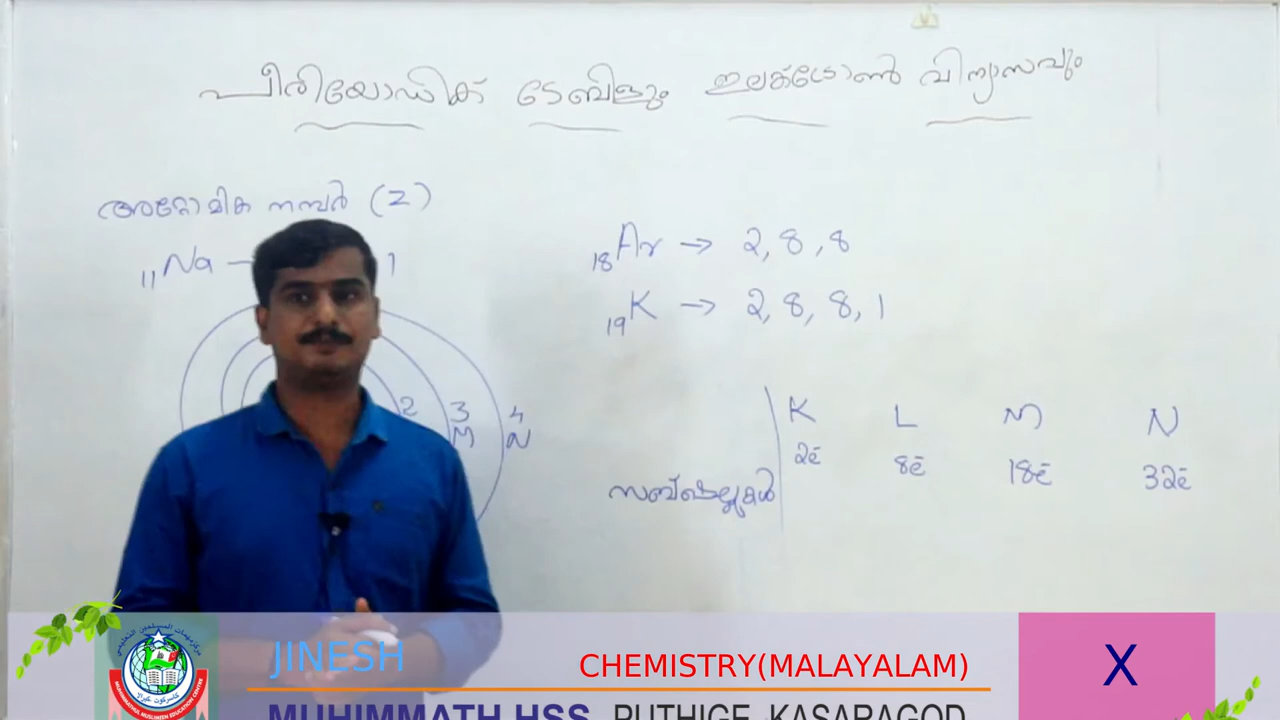 പീരിയോഡിക് ടേബിളും ഇലക്ട്രോൺ വിന്യാസവും
അറ്റോമിക നമ്പർ (Z)
₁₁Na — 1
2 3 4
M N
₁₈Ar → 2, 8, 8
₁₉K → 2, 8, 8, 1
K L M N
2ē 8ē 18ē 32ē
സബ്ഷെല്ലുകൾ
JINESH
CHEMISTRY(MALAYALAM)
X
MUHIMMATH HSS, PUTHIGE, KASARAGOD